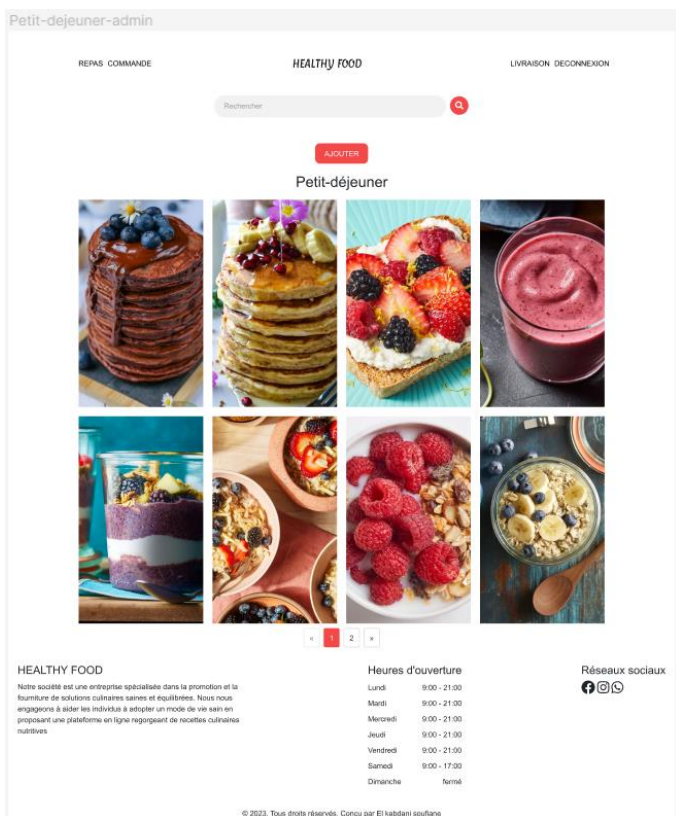 Petit-dejeuner-admin
REPAS COMMANDE
HEALTHY FOOD
LIVRAISON DECONNEXION
Rechercher
AJOUTER
Petit-déjeuner
« 1 2 »
HEALTHY FOOD
Notre société est une entreprise spécialisée dans la promotion et la
fourniture de solutions culinaires saines et équilibrées. Nous nous
engageons à aider les individus à adopter un mode de vie sain en
proposant une plateforme en ligne regorgeant de recettes culinaires
nutritives
Heures d'ouverture
Lundi 9:00 - 21:00
Mardi 9:00 - 21:00
Mercredi 9:00 - 21:00
Jeudi 9:00 - 21:00
Vendredi 9:00 - 21:00
Samedi 9:00 - 17:00
Dimanche fermé
Réseaux sociaux
© 2023. Tous droits réservés. Conçu par El kabdani soufiane